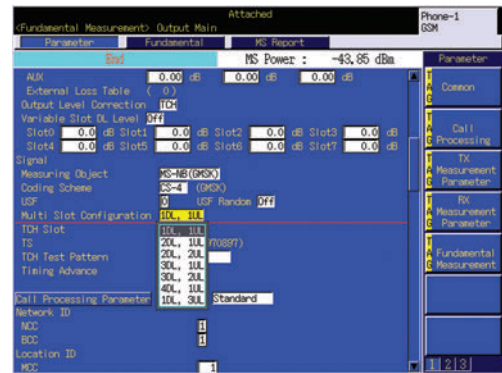 Attached
<Fundamental Measurement> Output Main
Phone-1
GSM
Parameter Fundamental MS Report
End MS Power : -43.85 dBm
Parameter
AUX 0.00 dB 0.00 dB 0.00 dB
External Loss Table ( 0)
Output Level Correction TCH
Variable Slot DL Level Off
Slot0 0.0 dB Slot1 0.0 dB Slot2 0.0 dB Slot3 0.0 dB
Slot4 0.0 dB Slot5 0.0 dB Slot6 0.0 dB Slot7 0.0 dB
Signal
Measuring Object MS-NB(GMSK)
Coding Scheme CS-4 (GMSK)
USF 0 USF Random Off
Multi Slot Configuration 1DL, 1UL
TCH Slot 1DL, 1UL
TS 2DL, 1UL 70897)
TCH Test Pattern 2DL, 2UL
Timing Advance 3DL, 1UL
3DL, 2UL
4DL, 1UL
Call Processing Parameter 1DL, 3UL Standard
Network ID
NCC 1
BCC 1
Location ID
MCC 1
TAG Common
TAG Call Processing
TAG TX Measurement Parameter
TAG RX Measurement Parameter
TAG Fundamental Measurement
1 2 3